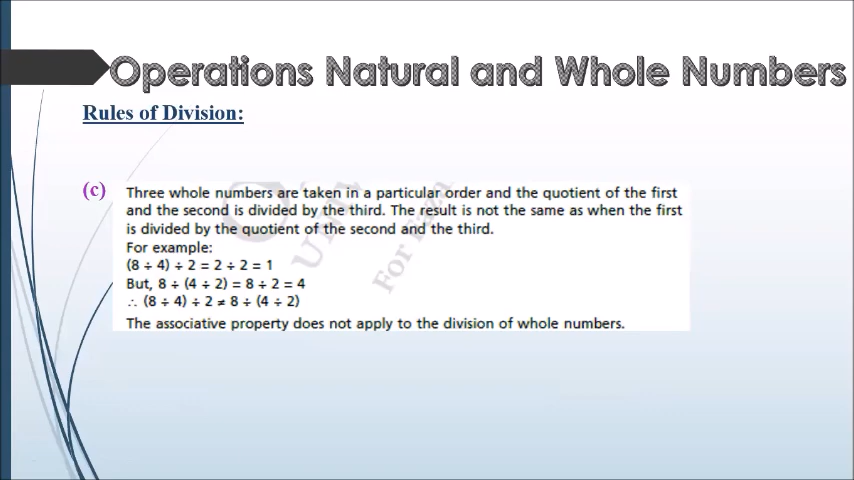 Operations Natural and Whole Numbers
Rules of Division:
(c) Three whole numbers are taken in a particular order and the quotient of the first
and the second is divided by the third. The result is not the same as when the first
is divided by the quotient of the second and the third.
For example:
(8 ÷ 4) ÷ 2 = 2 ÷ 2 = 1
But, 8 ÷ (4 ÷ 2) = 8 ÷ 2 = 4
∴ (8 ÷ 4) ÷ 2 ≠ 8 ÷ (4 ÷ 2)
The associative property does not apply to the division of whole numbers.
For